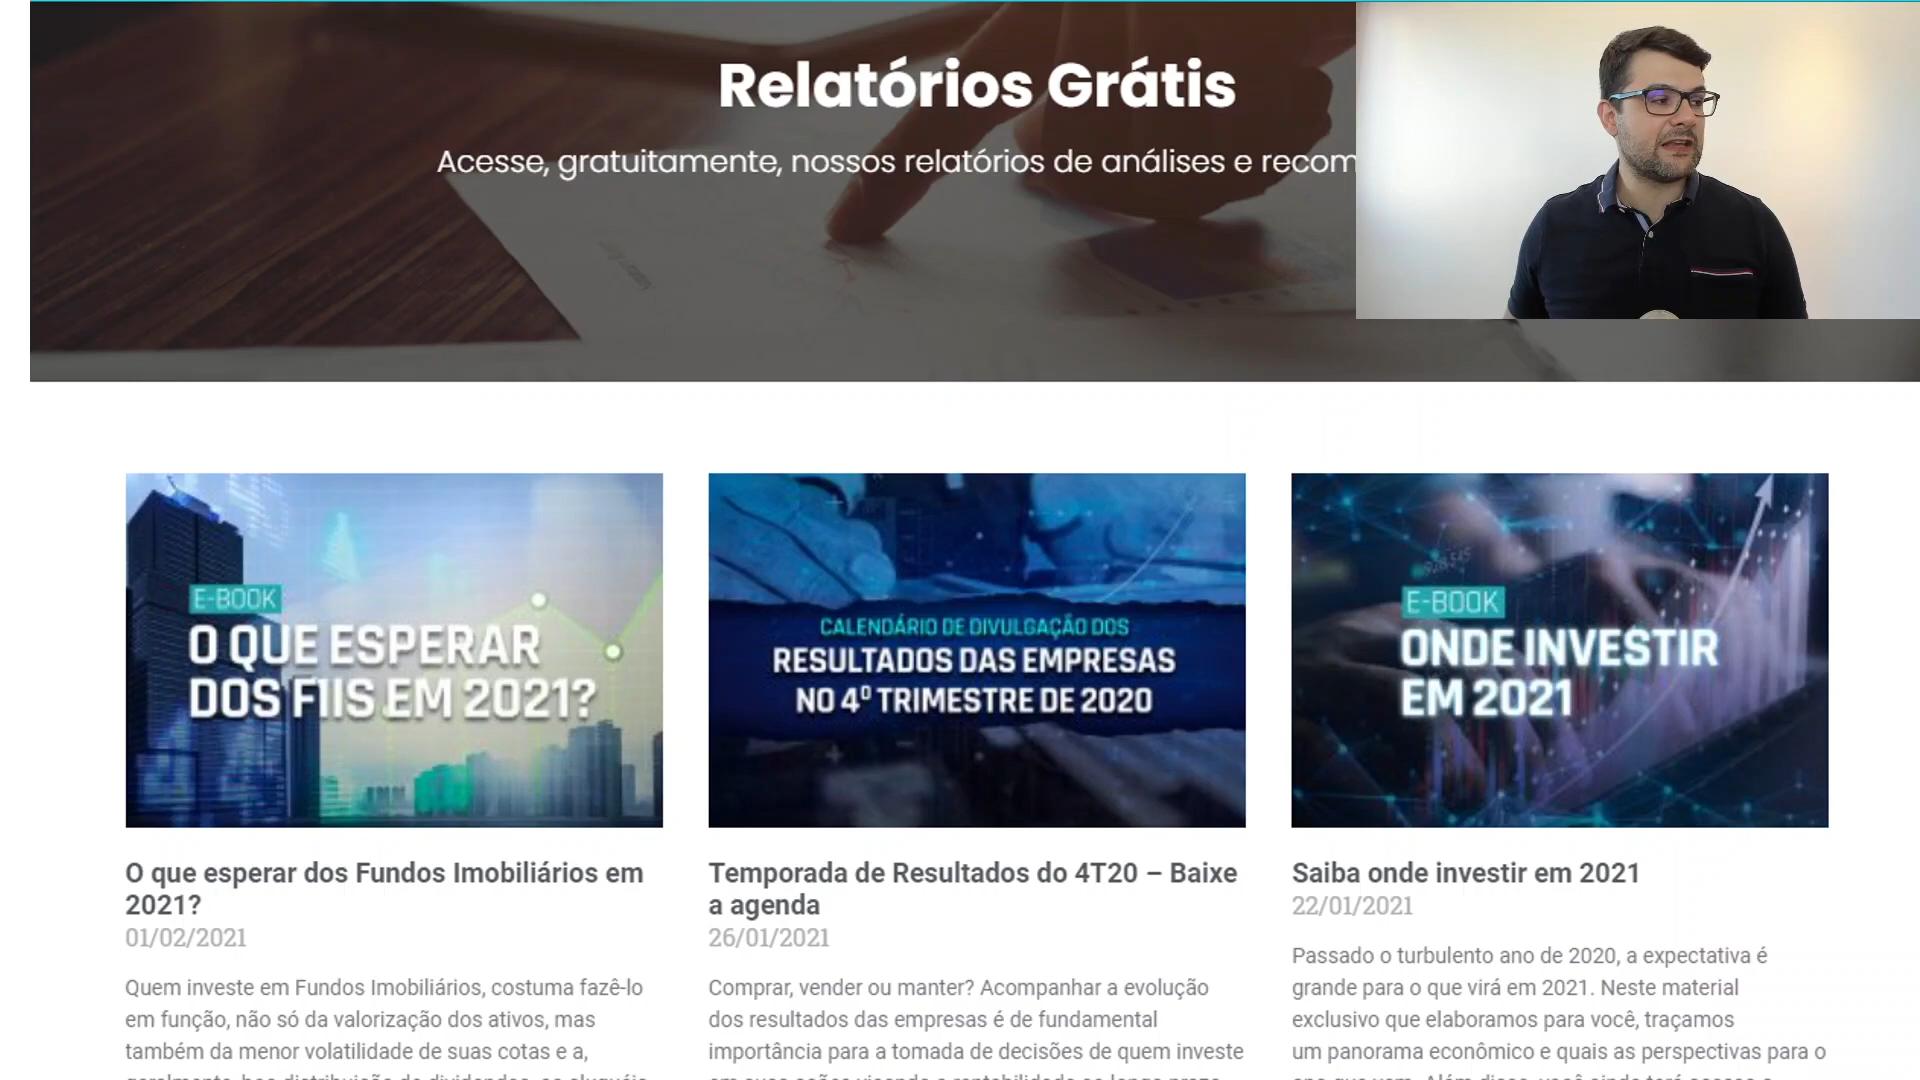 Relatórios Grátis
Acesse, gratuitamente, nossos relatórios de análises e recom
E-BOOK
O QUE ESPERAR
DOS FIIS EM 2021?
CALENDÁRIO DE DIVULGAÇÃO DOS
RESULTADOS DAS EMPRESAS
NO 4º TRIMESTRE DE 2020
E-BOOK
ONDE INVESTIR
EM 2021
O que esperar dos Fundos Imobiliários em
2021?
01/02/2021
Quem investe em Fundos Imobiliários, costuma fazê-lo
em função, não só da valorização dos ativos, mas
também da menor volatilidade de suas cotas e a,
Temporada de Resultados do 4T20 – Baixe
a agenda
26/01/2021
Comprar, vender ou manter? Acompanhar a evolução
dos resultados das empresas é de fundamental
importância para a tomada de decisões de quem investe
Saiba onde investir em 2021
22/01/2021
Passado o turbulento ano de 2020, a expectativa é
grande para o que virá em 2021. Neste material
exclusivo que elaboramos para você, traçamos
um panorama econômico e quais as perspectivas para o